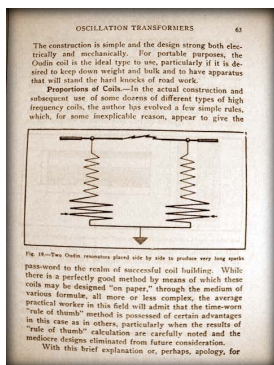 OSCILLATION TRANSFORMERS 63
The construction is simple and the design strong both elec-
trically and mechanically. For portable purposes, the
Oudin coil is the ideal type to use, particularly if it is de-
sired to keep down weight and bulk and to have apparatus
that will stand the hard knocks of road work.
Proportions of Coils.—In the actual construction and
subsequent use of some dozens of different types of high
frequency coils, the author has evolved a few simple rules,
which, for some inexplicable reason, appear to give the
Fig. 19.—Two Oudin resonators placed side by side to produce very long sparks
pass-word to the realm of successful coil building. While
there is a perfectly good method by means of which these
coils may be designed "on paper," through the medium of
various formulæ, all more or less complex, the average
practical worker in this field will admit that the time-worn
"rule of thumb" method is possessed of certain advantages
in this case as in others, particularly when the results of
"rule of thumb" calculation are carefully noted and the
mediocre designs eliminated from future consideration.
With this brief explanation or, perhaps, apology, for